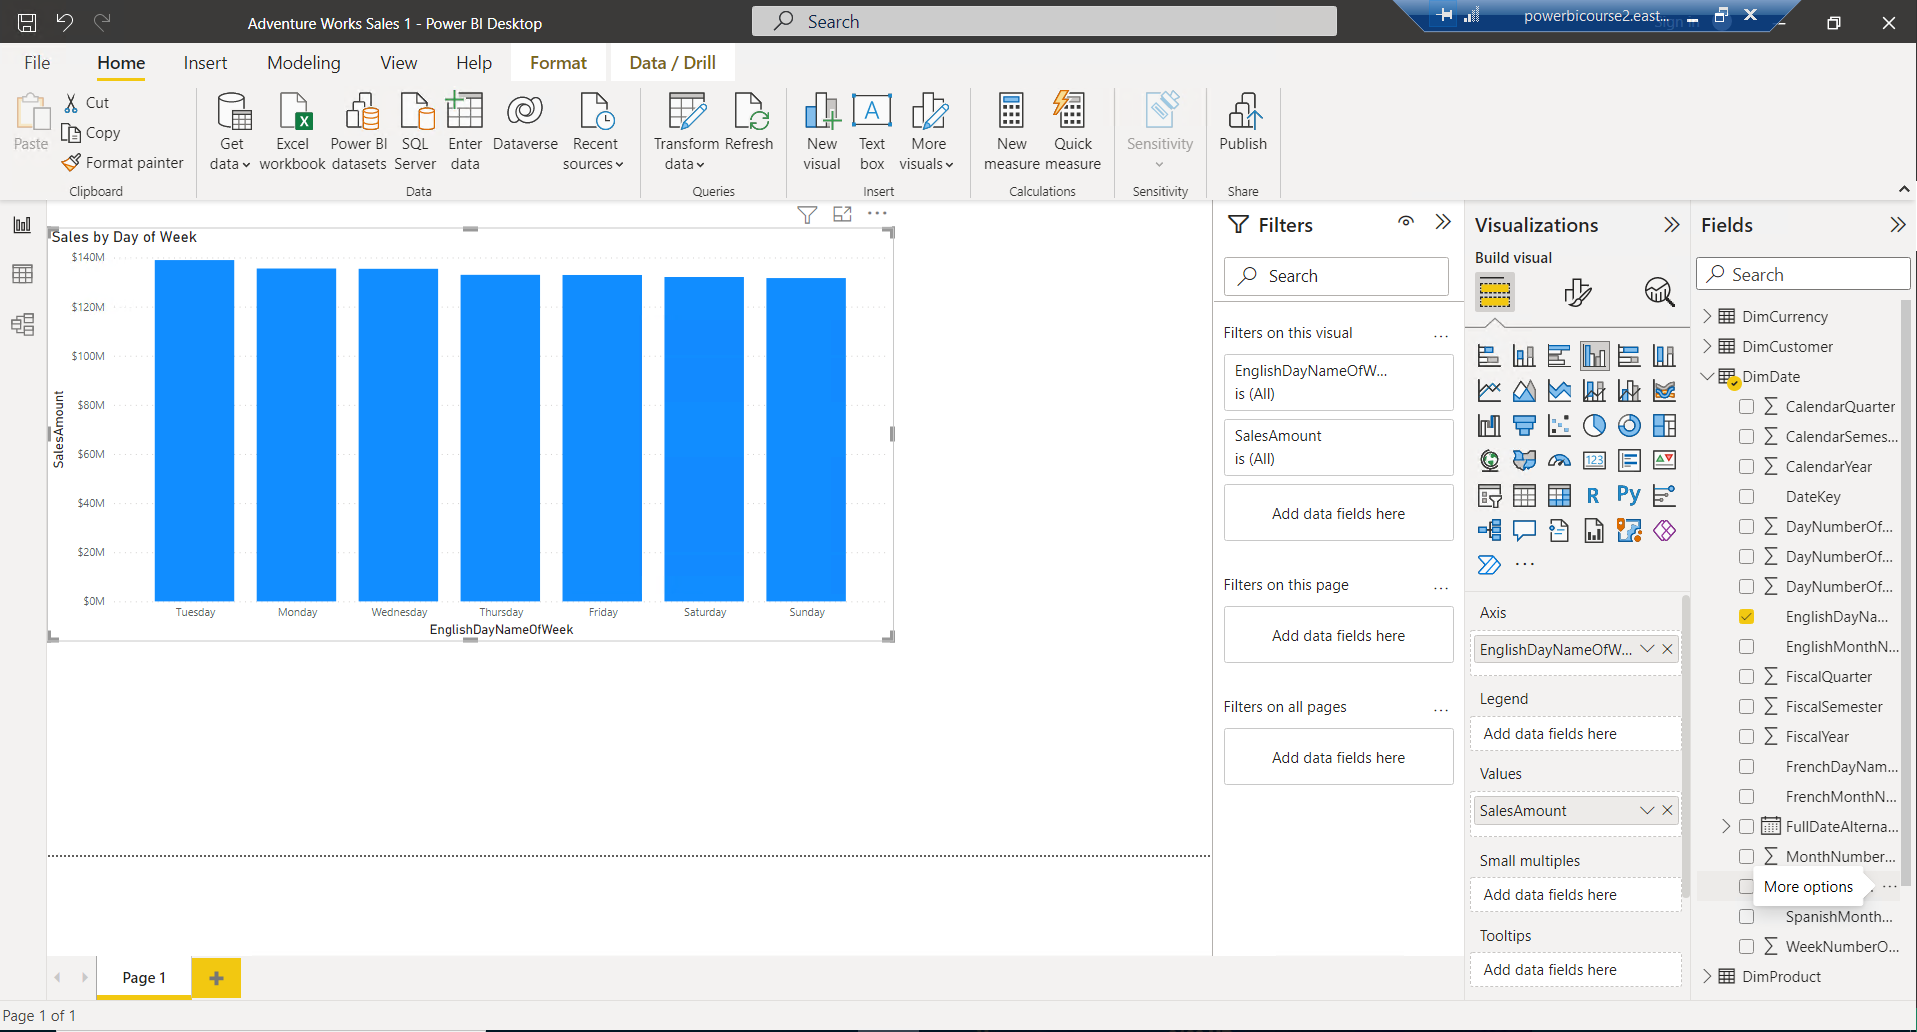 Adventure Works Sales 1 - Power BI Desktop
Search
powerbicourse2.east...
File
Home
Insert
Modeling
View
Help
Format
Data / Drill
Paste
Cut
Copy
Format painter
Clipboard
Get data
Excel workbook
Power BI datasets
SQL Server
Enter data
Dataverse
Recent sources
Data
Transform data
Refresh
Queries
New visual
A
Text box
More visuals
Insert
New measure
Quick measure
Calculations
Sensitivity
Sensitivity
Publish
Share
Sales by Day of Week
$140M
$120M
$100M
$80M
$60M
$40M
$20M
$0M
SalesAmount
Tuesday
Monday
Wednesday
Thursday
Friday
Saturday
Sunday
EnglishDayNameOfWeek
Filters
Search
Filters on this visual
EnglishDayNameOfW...
is (All)
SalesAmount
is (All)
Add data fields here
Filters on this page
Add data fields here
Filters on all pages
Add data fields here
Visualizations
Build visual
123
R
Py
Axis
EnglishDayNameOfW...
Legend
Add data fields here
Values
SalesAmount
Small multiples
Add data fields here
Tooltips
Add data fields here
Fields
Search
DimCurrency
DimCustomer
DimDate
CalendarQuarter
CalendarSemes...
CalendarYear
DateKey
DayNumberOf...
DayNumberOf...
DayNumberOf...
EnglishDayNa...
EnglishMonthN...
FiscalQuarter
FiscalSemester
FiscalYear
FrenchDayNam...
FrenchMonthN...
FullDateAlterna...
MonthNumber...
More options
SpanishMonth...
WeekNumberO...
DimProduct
Page 1
Page 1 of 1